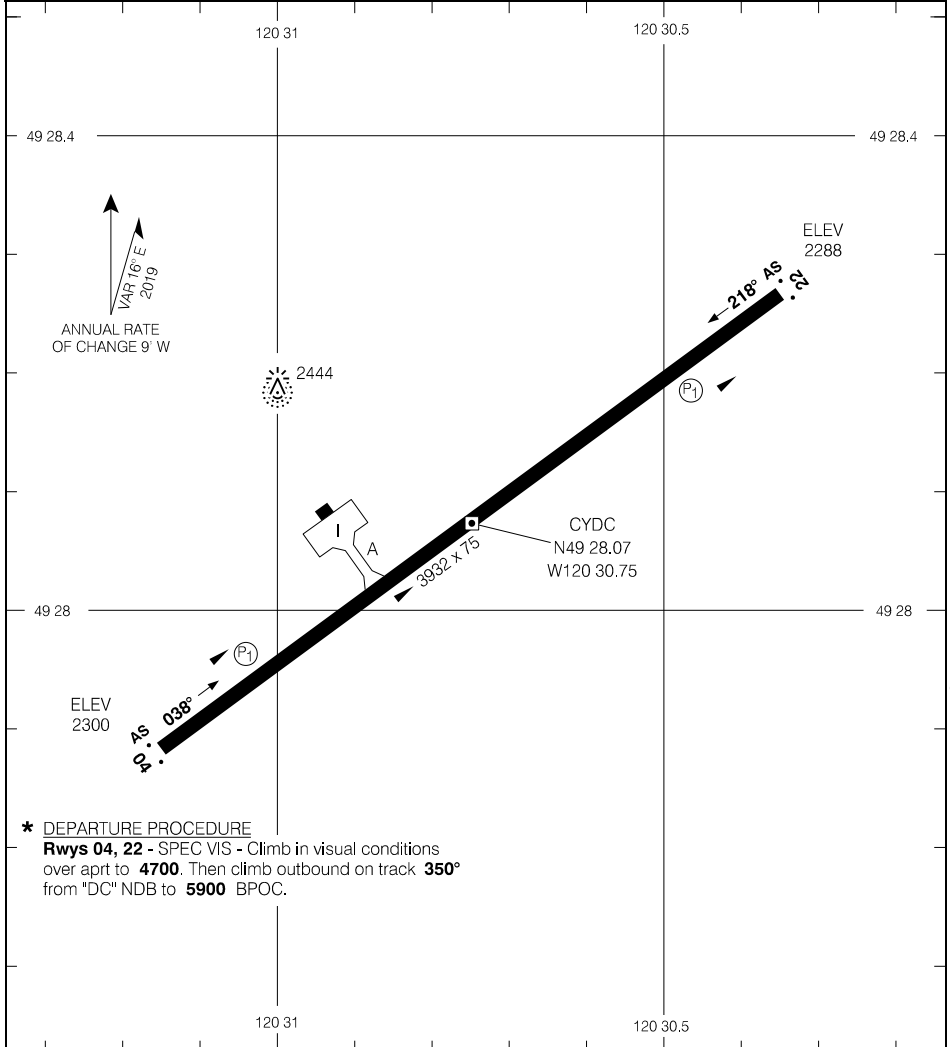 120 31
120 30.5
49 28.4
49 28.4
VAR 16° E
2019
ANNUAL RATE
OF CHANGE 9' W
2444
ELEV
2288
218° AS
22
P1
I
A
3932 x 75
CYDC
N49 28.07
W120 30.75
49 28
49 28
P1
ELEV
2300
AS 038°
04
* DEPARTURE PROCEDURE
Rwys 04, 22 - SPEC VIS - Climb in visual conditions
over aprt to 4700. Then climb outbound on track 350°
from "DC" NDB to 5900 BPOC.
120 31
120 30.5